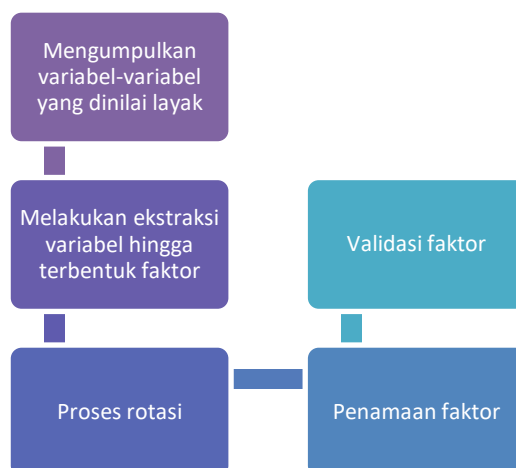 Mengumpulkan
variabel-variabel
yang dinilai layak
Melakukan ekstraksi
variabel hingga
terbentuk faktor
Proses rotasi
Penamaan faktor
Validasi faktor